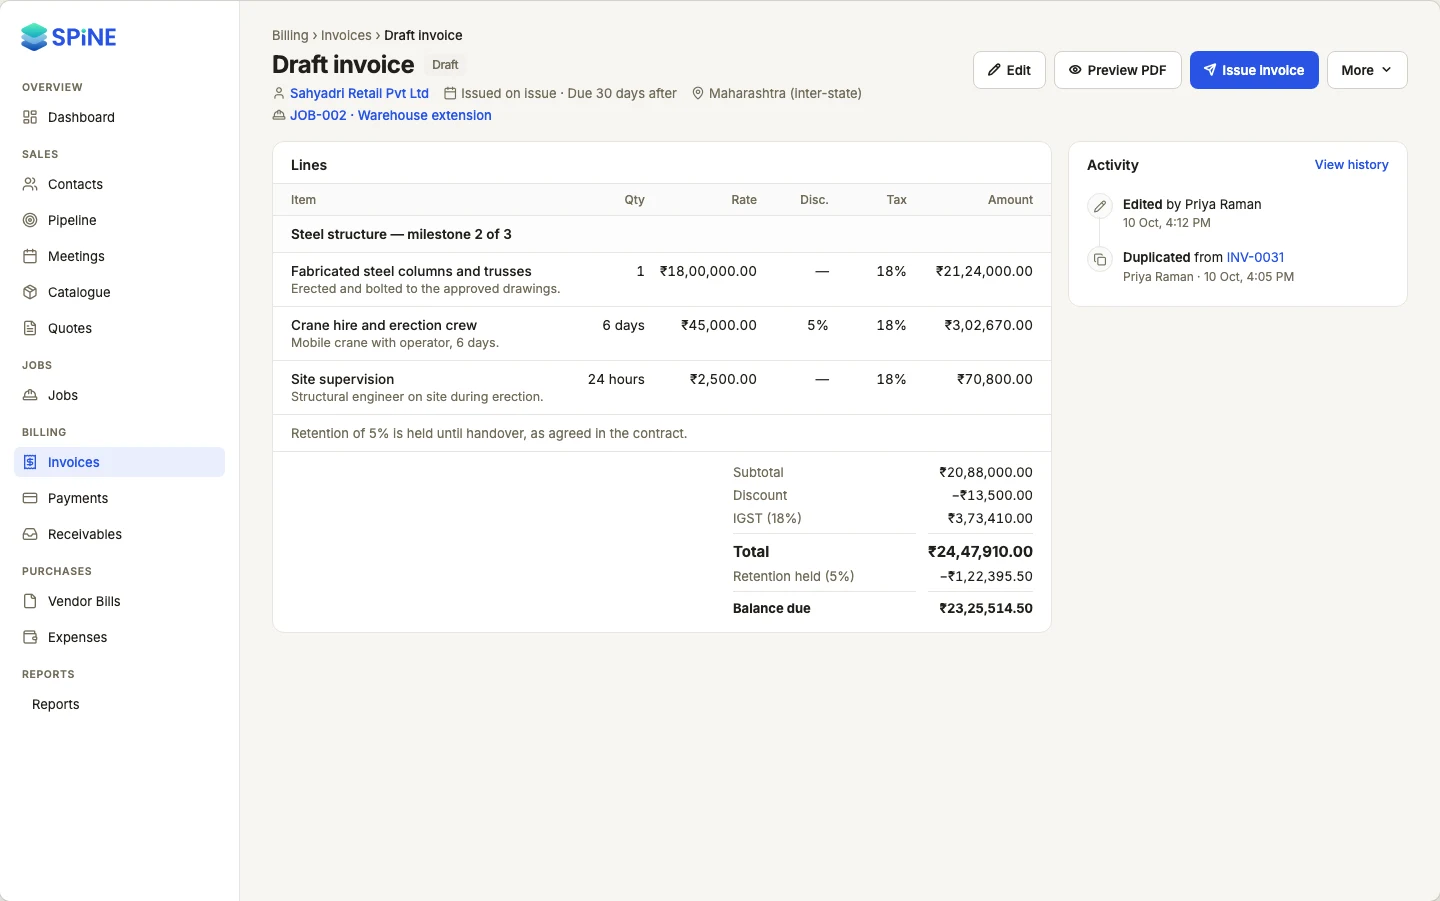 SPiNE
OVERVIEW
Dashboard
SALES
Contacts
Pipeline
Meetings
Catalogue
Quotes
JOBS
Jobs
BILLING
Invoices
Payments
Receivables
PURCHASES
Vendor Bills
Expenses
REPORTS
Reports
Billing › Invoices › Draft invoice
Draft invoice Draft
Sahyadri Retail Pvt Ltd Issued on issue · Due 30 days after Maharashtra (inter-state)
JOB-002 · Warehouse extension
Edit Preview PDF Issue invoice More
Lines
Item Qty Rate Disc. Tax Amount
Steel structure — milestone 2 of 3
Fabricated steel columns and trusses 1 ₹18,00,000.00 — 18% ₹21,24,000.00
Erected and bolted to the approved drawings.
Crane hire and erection crew 6 days ₹45,000.00 5% 18% ₹3,02,670.00
Mobile crane with operator, 6 days.
Site supervision 24 hours ₹2,500.00 — 18% ₹70,800.00
Structural engineer on site during erection.
Retention of 5% is held until handover, as agreed in the contract.
Subtotal ₹20,88,000.00
Discount −₹13,500.00
IGST (18%) ₹3,73,410.00
Total ₹24,47,910.00
Retention held (5%) −₹1,22,395.50
Balance due ₹23,25,514.50
Activity View history
Edited by Priya Raman
10 Oct, 4:12 PM
Duplicated from INV-0031
Priya Raman · 10 Oct, 4:05 PM